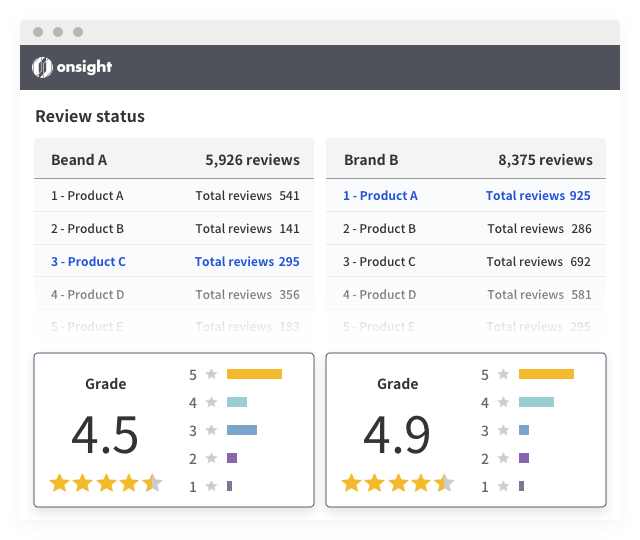 onsight
Review status
Beand A 5,926 reviews
1 - Product A Total reviews 541
2 - Product B Total reviews 141
3 - Product C Total reviews 295
4 - Product D Total reviews 356
5 - Product E Total reviews 183
Brand B 8,375 reviews
1 - Product A Total reviews 925
2 - Product B Total reviews 286
3 - Product C Total reviews 692
4 - Product D Total reviews 581
5 - Product E Total reviews 295
Grade
4.5
5
4
3
2
1
Grade
4.9
5
4
3
2
1